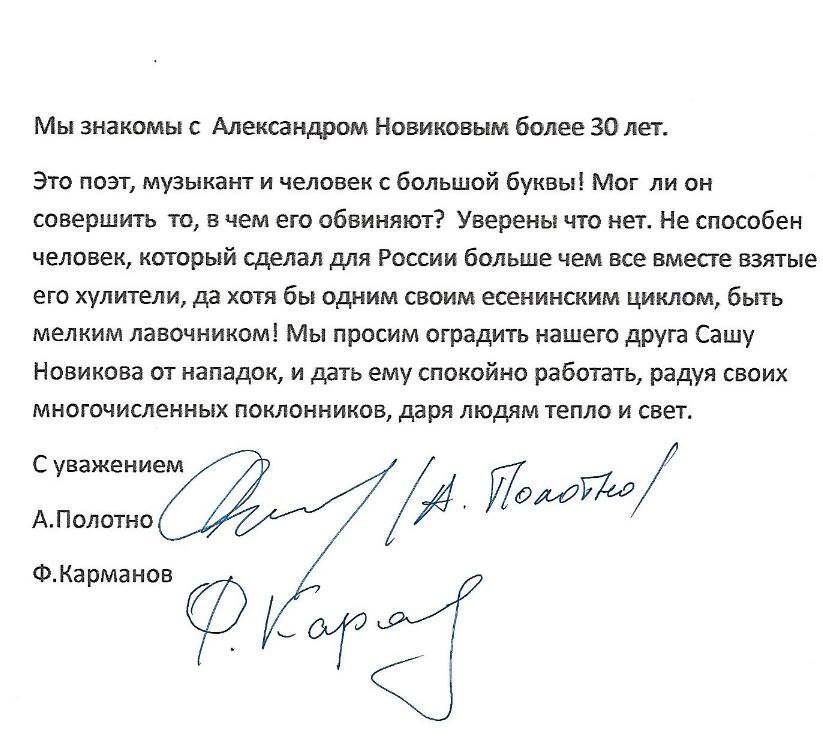 Мы знакомы с  Александром Новиковым более 30 лет.
Это поэт, музыкант и человек с большой буквы! Мог  ли он
совершить  то, в чем его обвиняют?  Уверены что нет. Не способен
человек, который сделал для России больше чем все вместе взятые
его хулители, да хотя бы одним своим есенинским циклом, быть
мелким лавочником! Мы просим оградить нашего друга Сашу
Новикова от нападок, и дать ему спокойно работать, радуя своих
многочисленных поклонников, даря людям тепло и свет.
С уважением
А.Полотно /А. Полотно/
Ф.Карманов
Ф. Кар